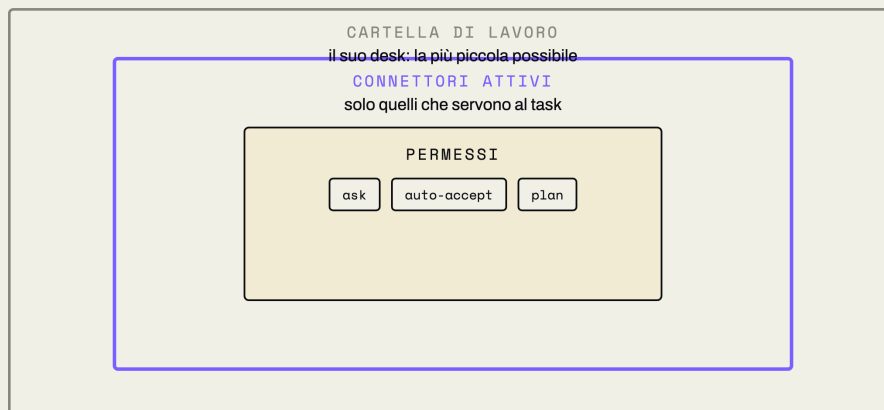 CARTELLA DI LAVORO
il suo desk: la più piccola possibile
CONNETTORI ATTIVI
solo quelli che servono al task
PERMESSI
ask auto-accept plan